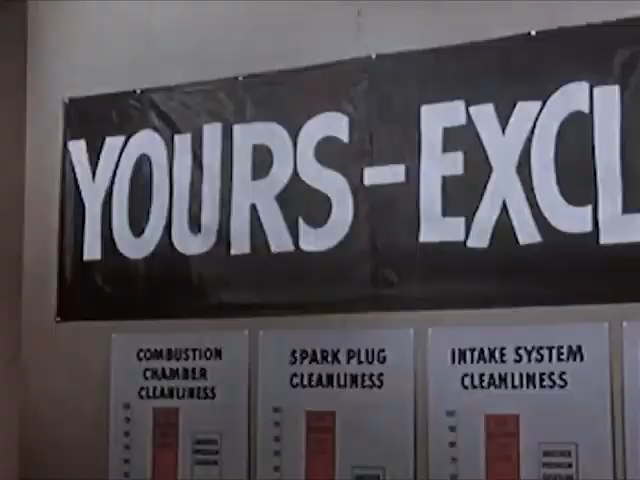 YOURS-EXCL
COMBUSTION
CHAMBER
CLEANLINESS
SPARK PLUG
CLEANLINESS
INTAKE SYSTEM
CLEANLINESS